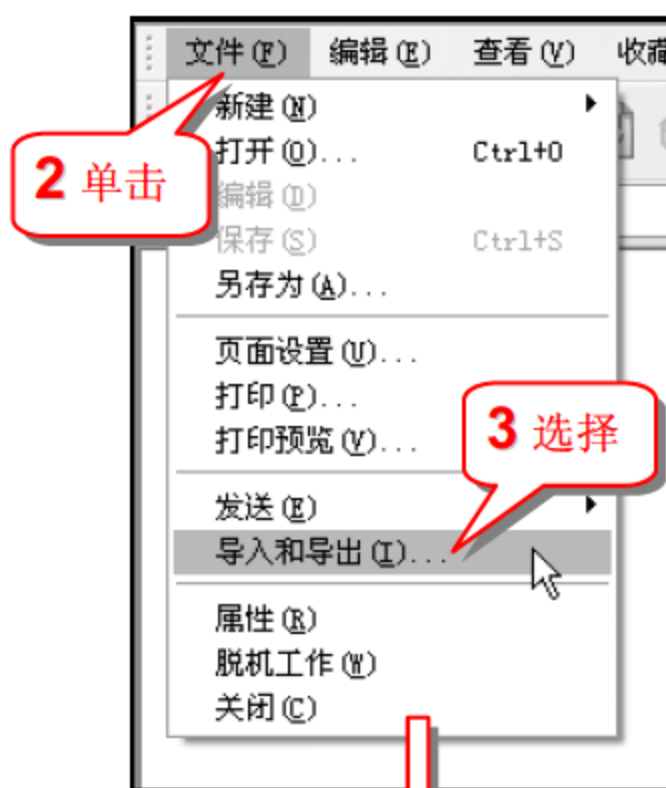 文件(F) 编辑(E) 查看(V) 收藏
新建(N)
2 单击
打开(O)... Ctrl+O
编辑(D)
保存(S) Ctrl+S
另存为(A)...
页面设置(U)...
打印(P)...
3 选择
打印预览(V)...
发送(E)
导入和导出(I)...
属性(R)
脱机工作(W)
关闭(C)